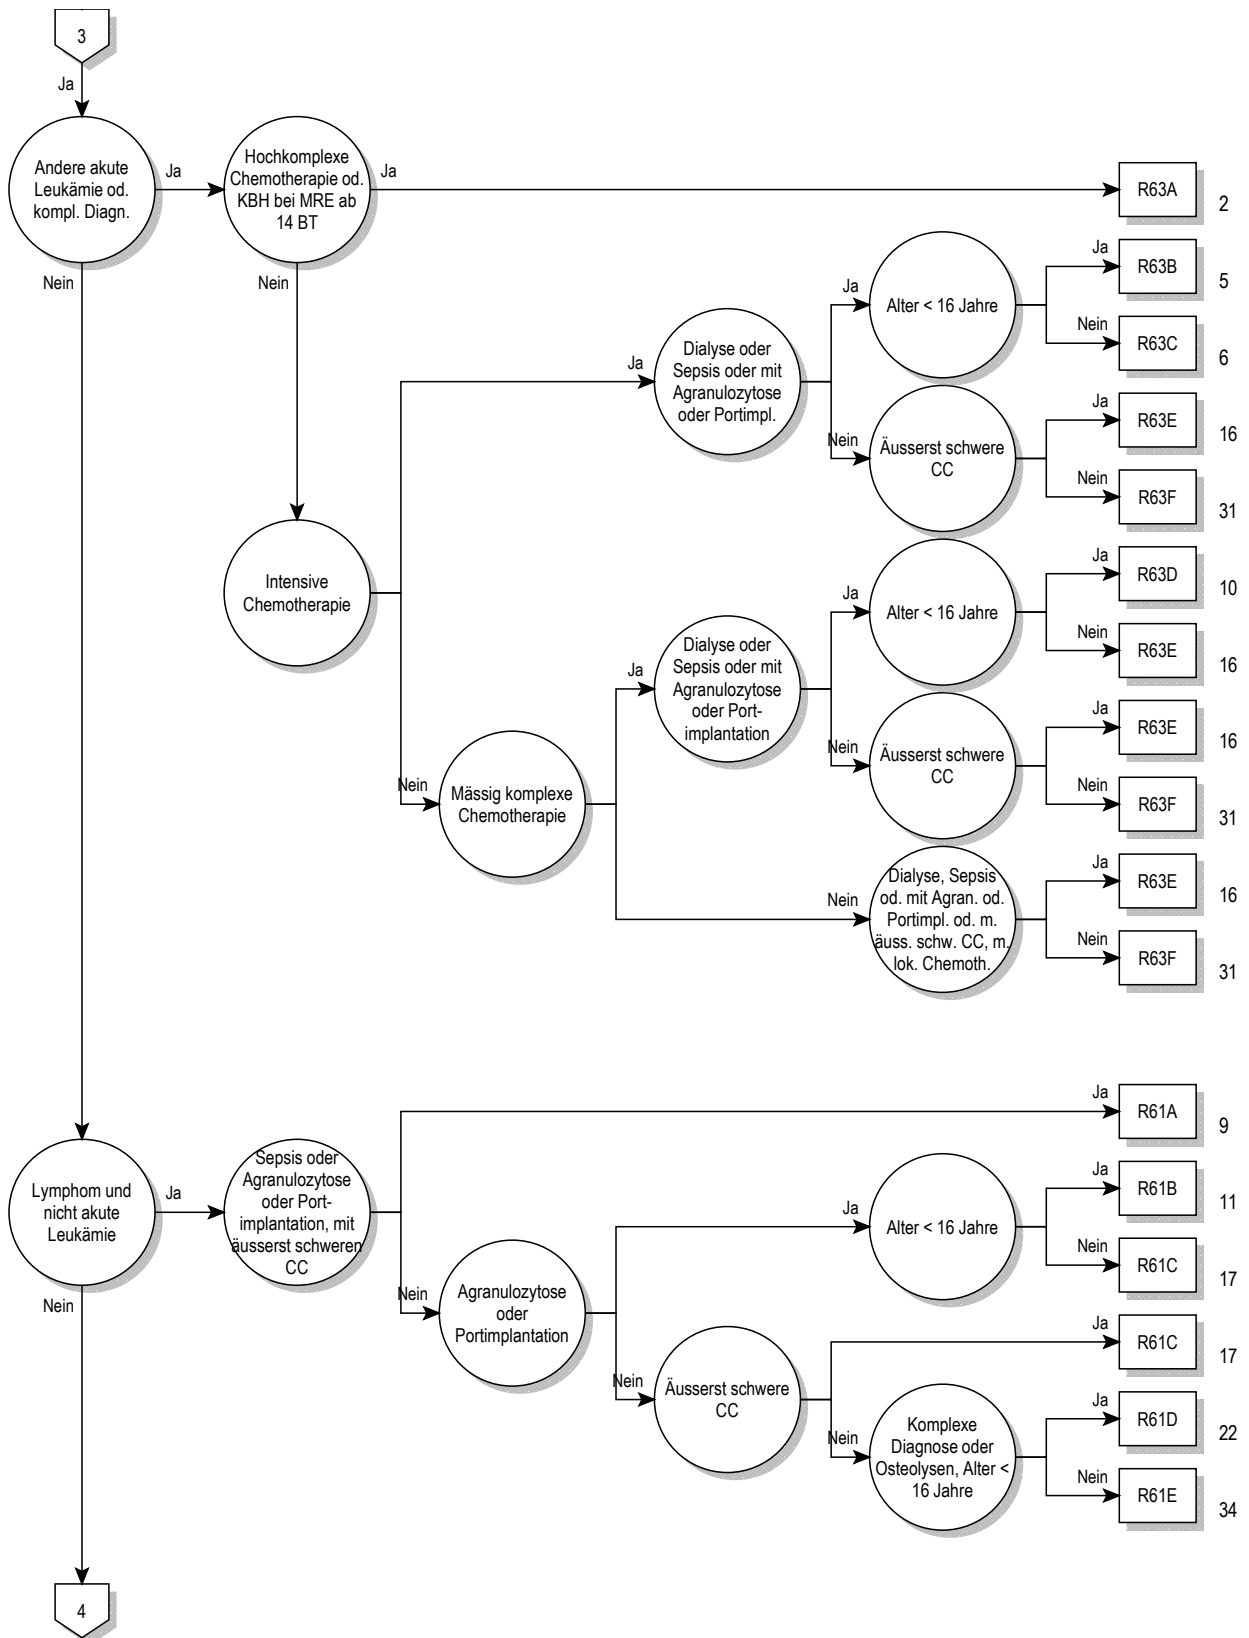 3
Ja
Andere akute
Leukämie od.
kompl. Diagn.
Ja
Hochkomplexe
Chemotherapie od.
KBH bei MRE ab
14 BT
Ja
R63A
2
Nein
Nein
Intensive
Chemotherapie
Ja
Dialyse oder
Sepsis oder mit
Agranulozytose
oder Portimpl.
Ja
Alter < 16 Jahre
Ja
R63B
5
Nein
R63C
6
Nein
Äusserst schwere
CC
Ja
R63E
16
Nein
R63F
31
Nein
Mässig komplexe
Chemotherapie
Ja
Dialyse oder
Sepsis oder mit
Agranulozytose
oder Port-
implantation
Ja
Alter < 16 Jahre
Ja
R63D
10
Nein
R63E
16
Nein
Äusserst schwere
CC
Ja
R63E
16
Nein
R63F
31
Nein
Dialyse, Sepsis
od. mit Agran. od.
Portimpl. od. m.
äuss. schw. CC, m.
lok. Chemoth.
Ja
R63E
16
Nein
R63F
31
Lymphom und
nicht akute
Leukämie
Ja
Sepsis oder
Agranulozytose
oder Port-
implantation, mit
äusserst schweren
CC
Ja
R61A
9
Nein
Agranulozytose
oder
Portimplantation
Ja
Alter < 16 Jahre
Ja
R61B
11
Nein
R61C
17
Nein
Äusserst schwere
CC
Ja
R61C
17
Nein
Komplexe
Diagnose oder
Osteolysen, Alter <
16 Jahre
Ja
R61D
22
Nein
R61E
34
Nein
4